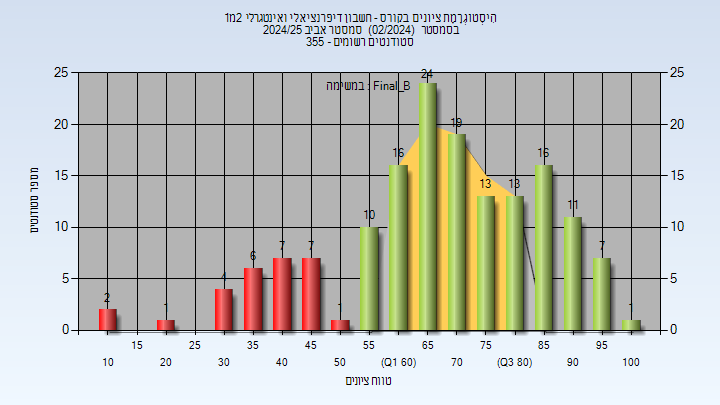 הִיסְטוֹגְרָמַת ציונים בקורס - חשבון דיפרנציאלי ואינטגרלי 2מ1
בסמסטר (02/2024) סמסטר אביב 2024/25
סטודנטים רשומים - 355
במשימה : Final_B
25 25
20 20
15 15
10 10
5 5
0 0
מספר סטודנטים
2 1 4 6 7 7 1 10 16 24 19 13 13 16 11 7 1
15 25 35 45 55 65 75 85 95
10 20 30 40 50 (Q1 60) 70 (Q3 80) 90 100
טווח ציונים